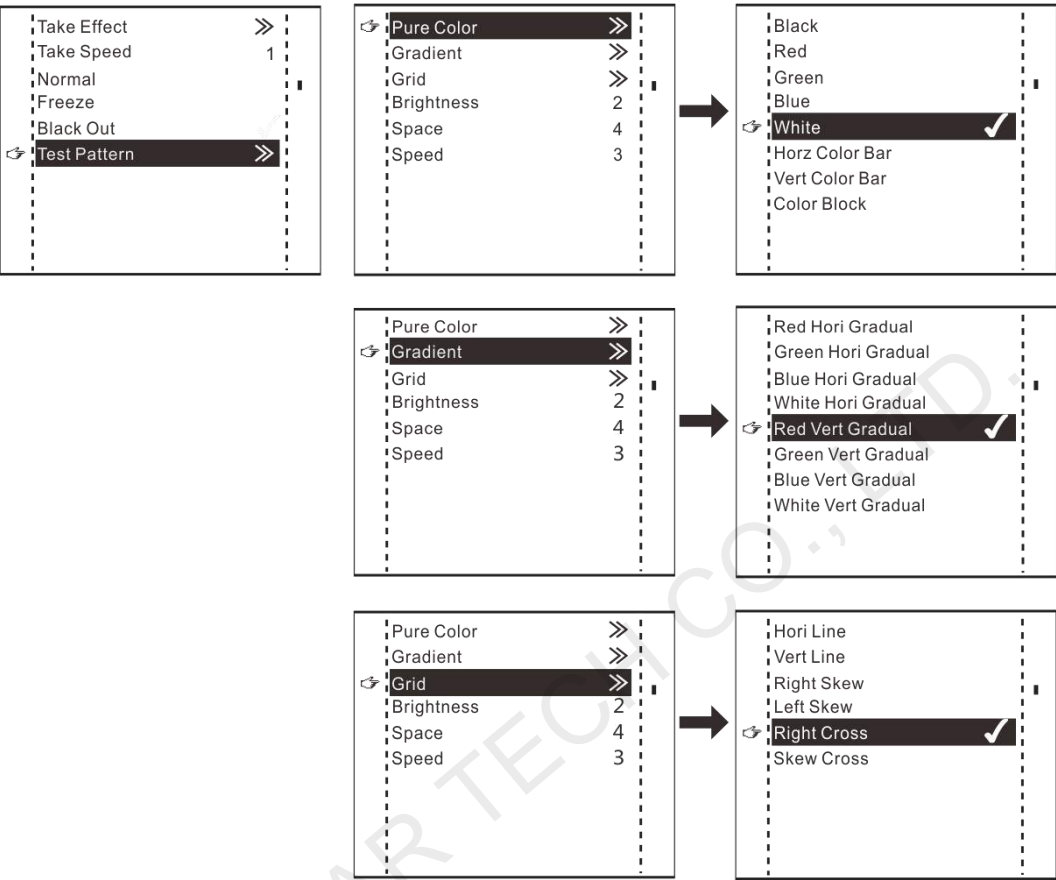 Take Effect
Take Speed 1
Normal
Freeze
Black Out
Test Pattern
Pure Color
Gradient
Grid
Brightness 2
Space 4
Speed 3
Black
Red
Green
Blue
White
Horz Color Bar
Vert Color Bar
Color Block
Pure Color
Gradient
Grid
Brightness 2
Space 4
Speed 3
Red Hori Gradual
Green Hori Gradual
Blue Hori Gradual
White Hori Gradual
Red Vert Gradual
Green Vert Gradual
Blue Vert Gradual
White Vert Gradual
Pure Color
Gradient
Grid
Brightness 2
Space 4
Speed 3
Hori Line
Vert Line
Right Skew
Left Skew
Right Cross
Skew Cross
TECH CO., LTD.